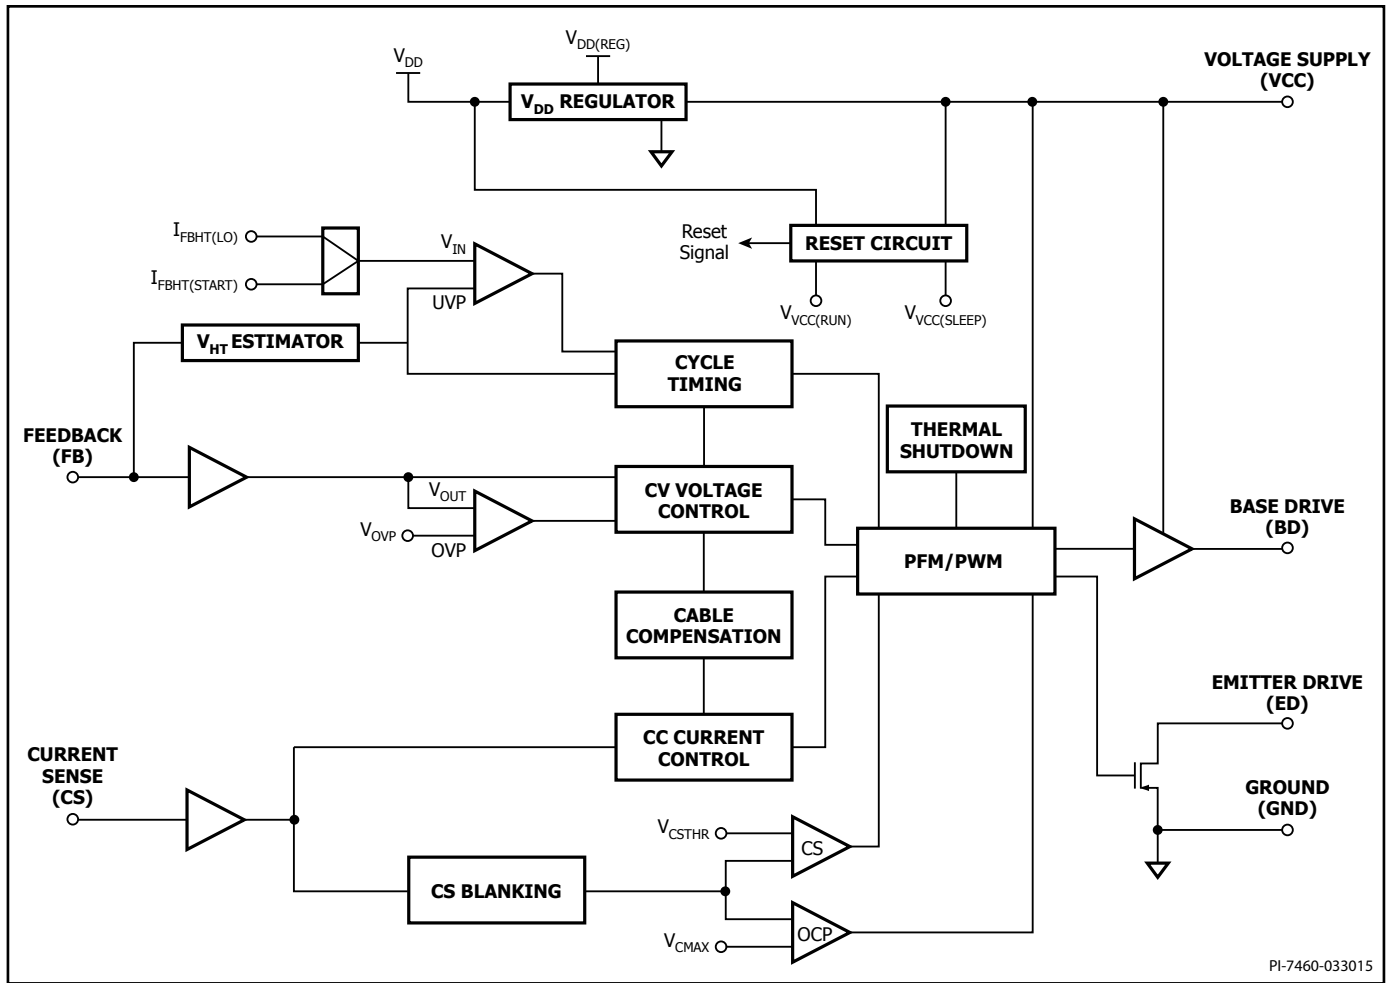 V_DD(REG)
V_DD
VOLTAGE SUPPLY
(VCC)
V_DD REGULATOR
I_FBHT(LO)
V_IN
Reset
Signal
RESET CIRCUIT
I_FBHT(START)
UVP
V_VCC(RUN)
V_VCC(SLEEP)
V_HT ESTIMATOR
CYCLE
TIMING
FEEDBACK
(FB)
THERMAL
SHUTDOWN
V_OUT
CV VOLTAGE
CONTROL
V_OVP
OVP
BASE DRIVE
(BD)
PFM/PWM
CABLE
COMPENSATION
EMITTER DRIVE
(ED)
CC CURRENT
CONTROL
CURRENT
SENSE
(CS)
GROUND
(GND)
V_CSTHR
CS
CS BLANKING
V_CMAX
OCP
PI-7460-033015